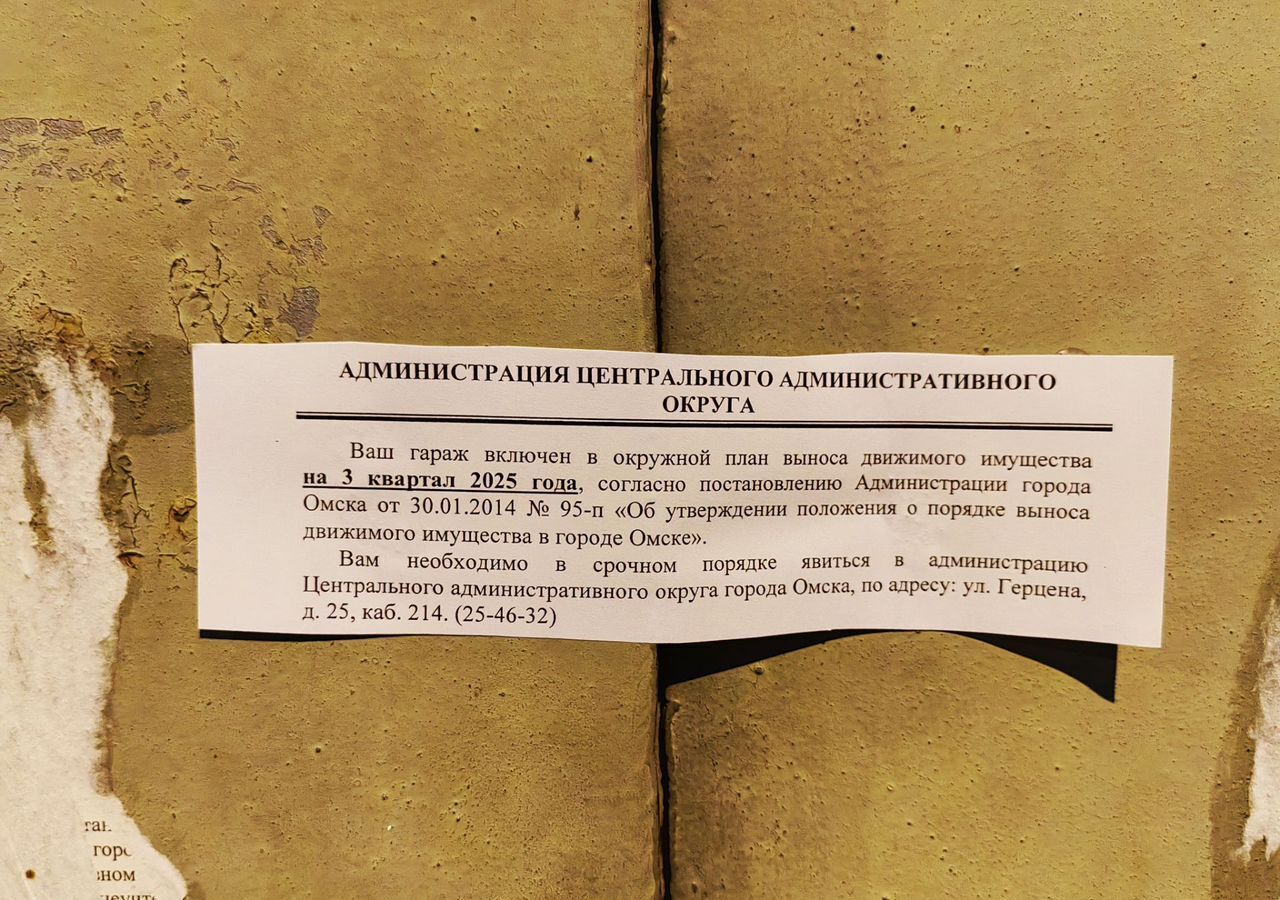 АДМИНИСТРАЦИЯ ЦЕНТРАЛЬНОГО АДМИНИСТРАТИВНОГО
ОКРУГА
Ваш гараж включен в окружной план выноса движимого имущества
на 3 квартал 2025 года, согласно постановлению Администрации города
Омска от 30.01.2014 № 95-п «Об утверждении положения о порядке выноса
движимого имущества в городе Омске».
Вам необходимо в срочном порядке явиться в администрацию
Центрального административного округа города Омска, по адресу: ул. Герцена,
д. 25, каб. 214. (25-46-32)